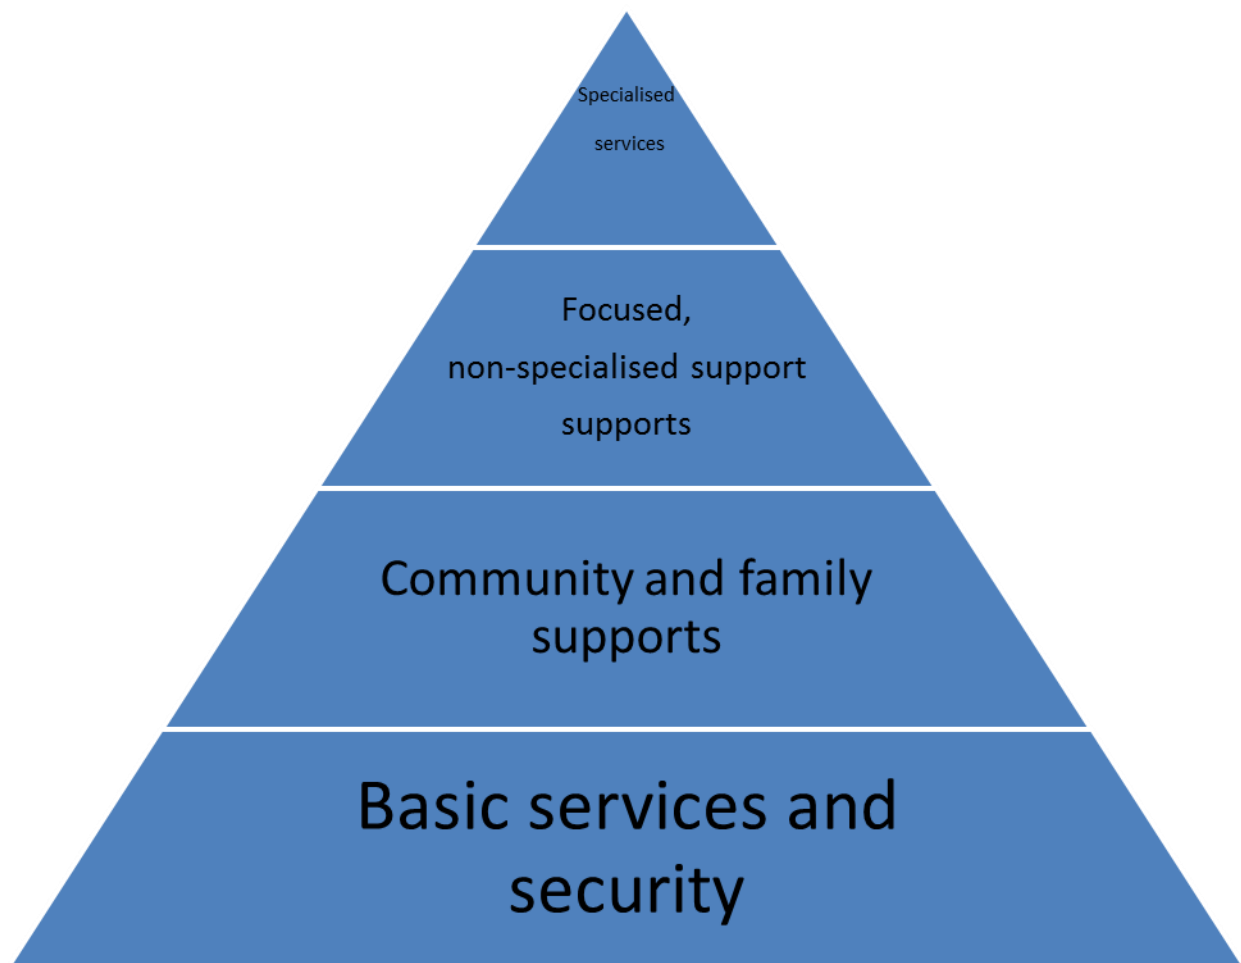 Specialised
services
Focused,
non-specialised support
supports
Community and family
supports
Basic services and
security